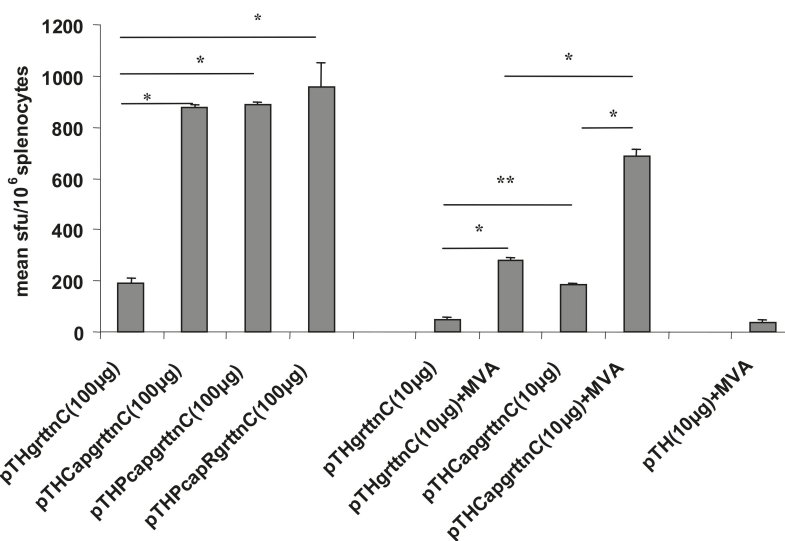 1200
1000
800
600
400
200
0
mean sfu/10⁶ splenocytes
*
*
*
*
*
**
*
pTHgrttnC(100µg)
pTHCapgrttnC(100µg)
pTHPcapgrttnC(100µg)
pTHPcapRgrttnC(100µg)
pTHgrttnC(10µg)
pTHgrttnC(10µg)+MVA
pTHCapgrttnC(10µg)
pTHCapgrttnC(10µg)+MVA
pTH(10µg)+MVA